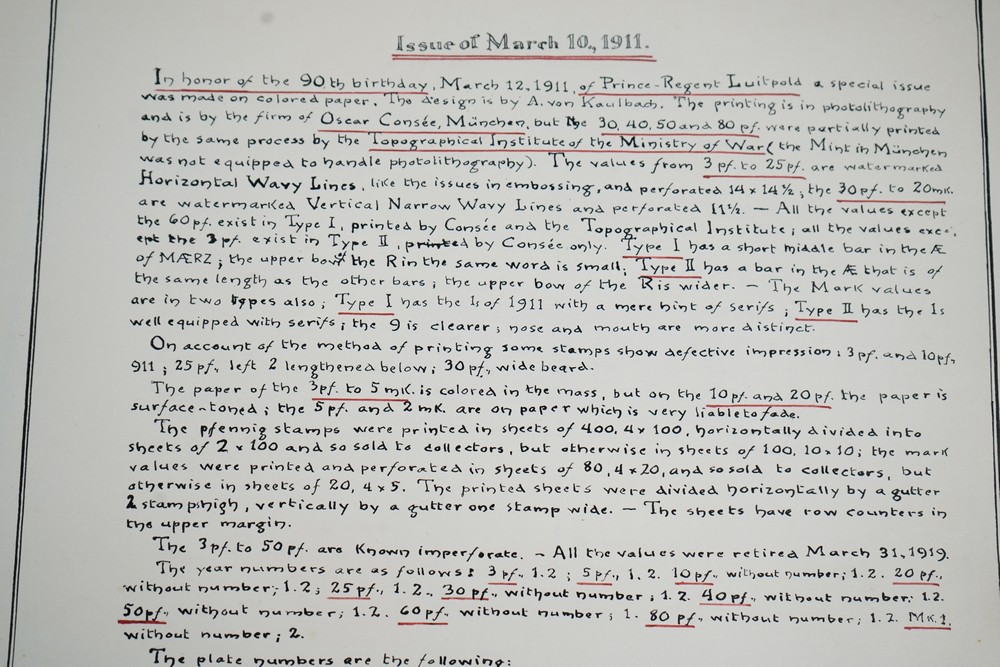 Issue of March 10., 1911.
In honor of the 90th birthday, March 12, 1911, of Prince-Regent Luitpold a special issue
was made on colored paper. The design is by A. von Kaulbach. The printing is in photolithography
and is by the firm of Oscar Consée, München, but the 30, 40, 50 and 80 pf. were partially printed
by the same process by the Topographical Institute of the Ministry of War (the Mint in München
was not equipped to handle photolithography). The values from 3 pf. to 25 pf. are watermarked
Horizontal Wavy Lines, like the issues in embossing, and perforated 14 x 14½; the 30 pf. to 20 mk.
are watermarked Vertical Narrow Wavy Lines and perforated 11½. — All the values except
the 60 pf. exist in Type I, printed by Consée and the Topographical Institute; all the values exc-
ept the 3 pf. exist in Type II, printed by Consée only. Type I has a short middle bar in the Æ
of MÆRZ; the upper bow of the R in the same word is small; Type II has a bar in the Æ that is of
the same length as the other bars; the upper bow of the R is wider. — The Mark values
are in two types also; Type I has the 1s of 1911 with a mere hint of serifs; Type II has the 1s
well equipped with serifs; the 9 is clearer; nose and mouth are more distinct.
On account of the method of printing some stamps show defective impression: 3 pf. and 10 pf.,
911; 25 pf., left 2 lengthened below; 30 pf., wide beard.
The paper of the 3 pf. to 5 mk. is colored in the mass, but on the 10 pf. and 20 pf. the paper is
surface-toned; the 5 pf. and 2 mk. are on paper which is very liable to fade.
The pfennig stamps were printed in sheets of 400, 4 x 100, horizontally divided into
sheets of 2 x 100 and so sold to collectors, but otherwise in sheets of 100, 10 x 10; the mark
values were printed and perforated in sheets of 80, 4 x 20, and so sold to collectors, but
otherwise in sheets of 20, 4 x 5. The printed sheets were divided horizontally by a gutter
2 stamps high, vertically by a gutter one stamp wide. — The sheets have row counters in
the upper margin.
The 3 pf. to 50 pf. are known imperforate. — All the values were retired March 31, 1919.
The year numbers are as follows: 3 pf., 1.2; 5 pf., 1.2. 10 pf., without number; 1.2. 20 pf.,
without number; 1.2; 25 pf., 1.2., 30 pf., without number; 1.2. 40 pf., without number; 1.2.
50 pf., without number; 1.2. 60 pf., without number; 1. 80 pf., without number; 1.2. Mk.1.
without number; 2.
The plate numbers are the following: